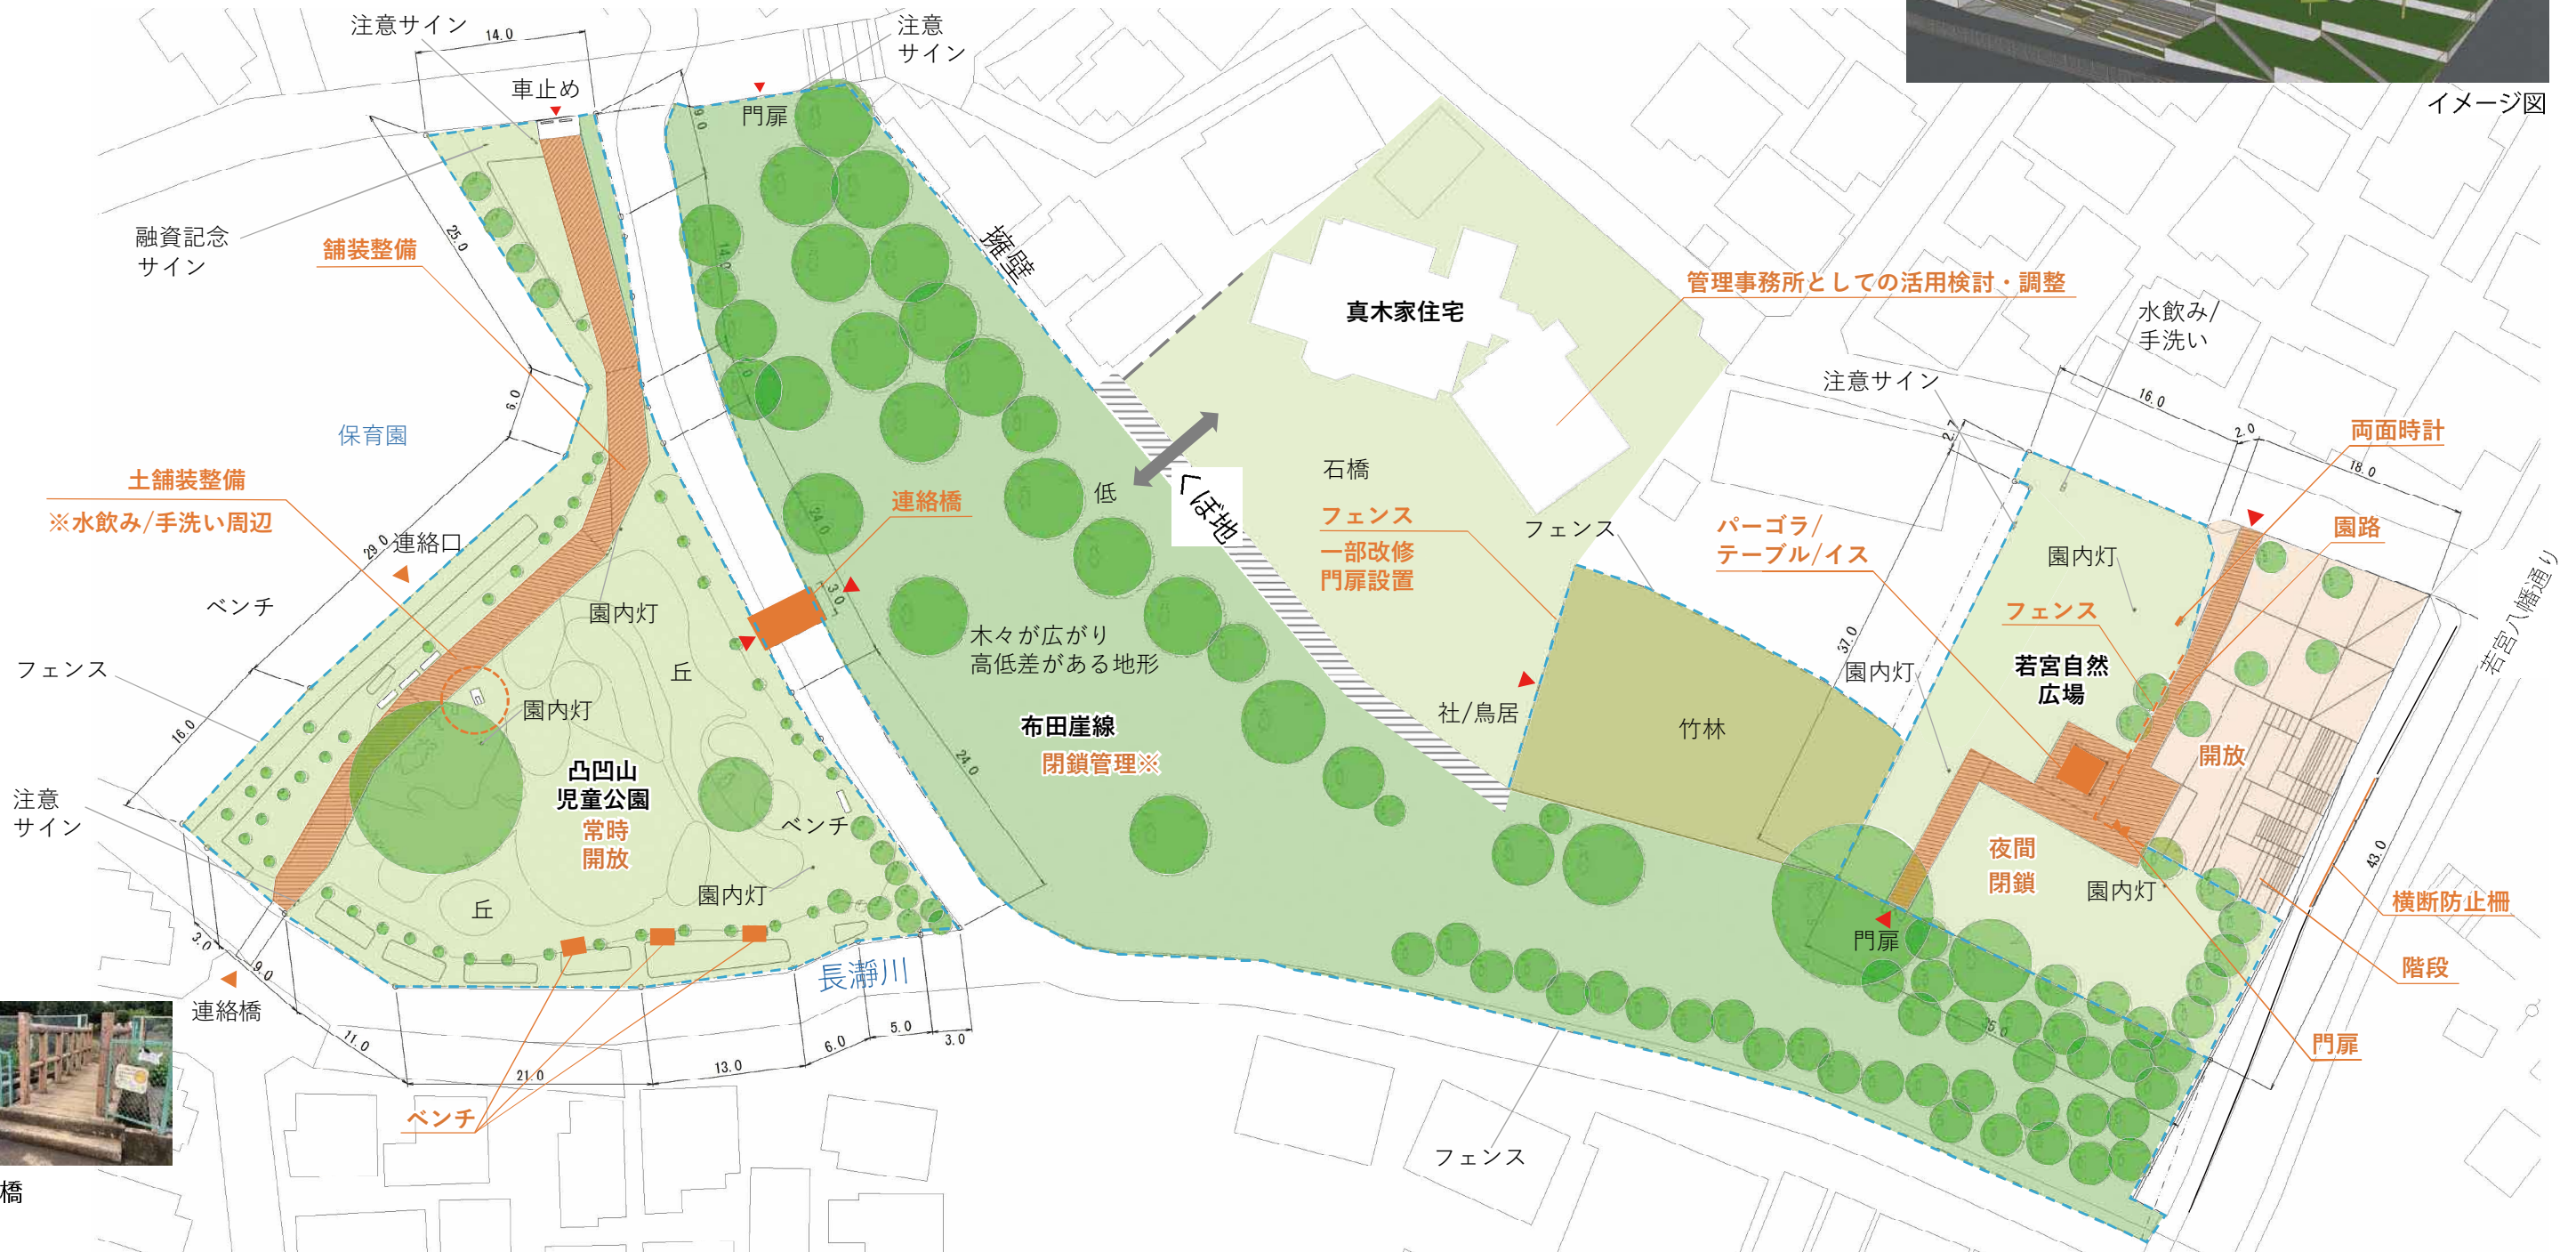 注意サイン
14.0
車止め
注意
サイン
門扉
9.0
イメージ図
融資記念
サイン
舗装整備
25.0
14.0
擁壁
真木家住宅
管理事務所としての活用検討・調整
水飲み/
手洗い
注意サイン
16.0
2.0
18.0
2.7
両面時計
6.0
保育園
土舗装整備
※水飲み/手洗い周辺
29.0
連絡口
連絡橋
24.0
低
くぼ地
石橋
フェンス
一部改修
門扉設置
フェンス
パーゴラ/
テーブル/イス
園内灯
園路
若宮八幡通り
ベンチ
園内灯
3.0
フェンス
37.0
フェンス
丘
木々が広がり
高低差がある地形
園内灯
若宮自然
広場
16.0
園内灯
社/鳥居
竹林
布田崖線
閉鎖管理※
24.0
開放
凸凹山
児童公園
常時
開放
注意
サイン
ベンチ
夜間
閉鎖
園内灯
43.0
横断防止柵
丘
園内灯
門扉
3.0
9.0
長瀞川
階段
連絡橋
11.0
21.0
13.0
6.0
5.0
3.0
門扉
ベンチ
フェンス
橋